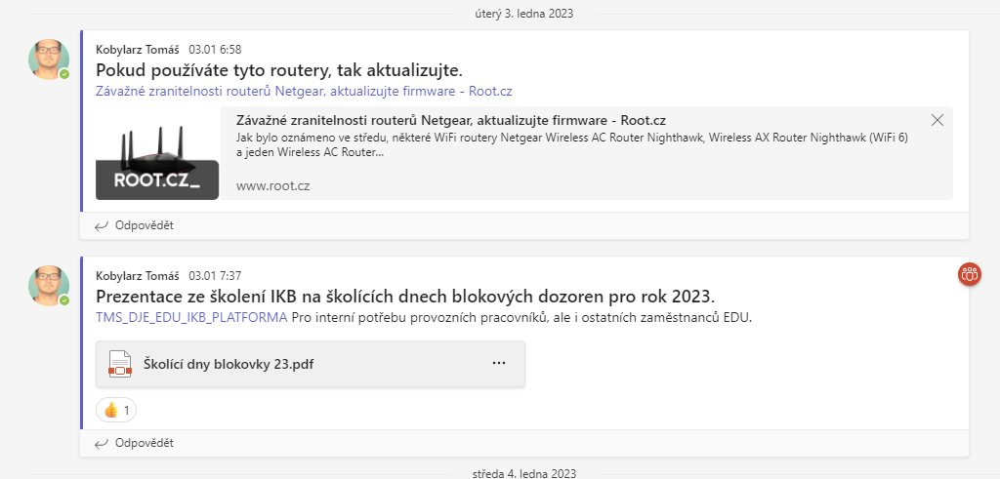 úterý 3. ledna 2023
Kobylarz Tomáš 03.01 6:58
Pokud používáte tyto routery, tak aktualizujte.
Závažné zranitelnosti routerů Netgear, aktualizujte firmware - Root.cz
ROOT.CZ_
Závažné zranitelnosti routerů Netgear, aktualizujte firmware - Root.cz
Jak bylo oznámeno ve středu, některé WiFi routery Netgear Wireless AC Router Nighthawk, Wireless AX Router Nighthawk (WiFi 6)
a jeden Wireless AC Router...
www.root.cz
Odpovědět
Kobylarz Tomáš 03.01 7:37
Prezentace ze školení IKB na školících dnech blokových dozoren pro rok 2023.
TMS_DJE_EDU_IKB_PLATFORMA Pro interní potřebu provozních pracovníků, ale i ostatních zaměstnanců EDU.
Školící dny blokovky 23.pdf
👍 1
Odpovědět
středa 4. ledna 2023